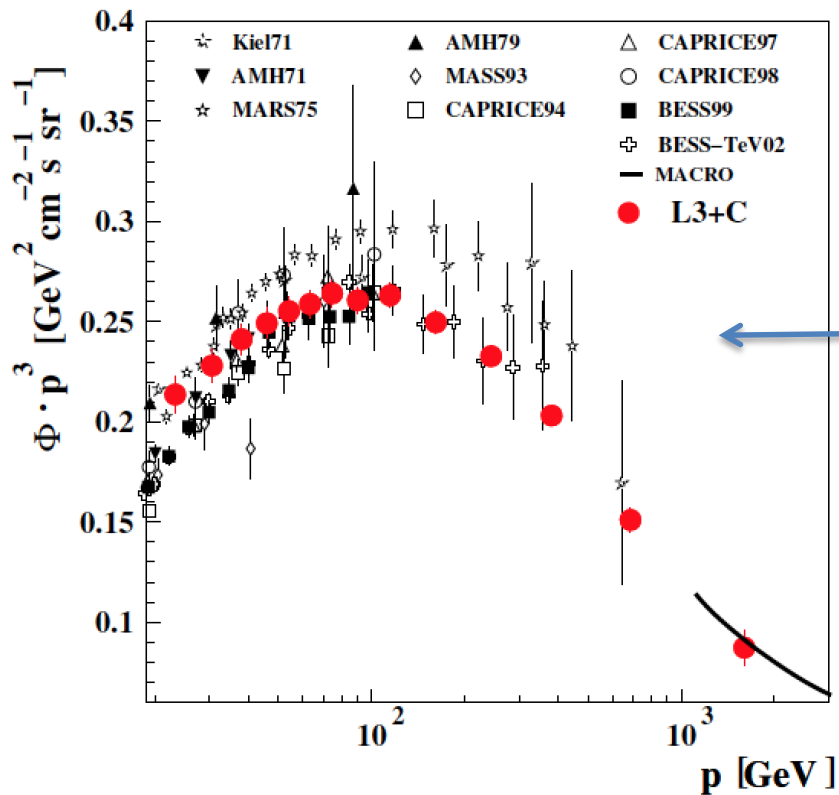 Φ · p³ [GeV² cm⁻² s⁻¹ sr⁻¹]
0.4
0.35
0.3
0.25
0.2
0.15
0.1
Kiel71
AMH71
MARS75
AMH79
MASS93
CAPRICE94
CAPRICE97
CAPRICE98
BESS99
BESS-TeV02
MACRO
L3+C
10²
10³
p [GeV]